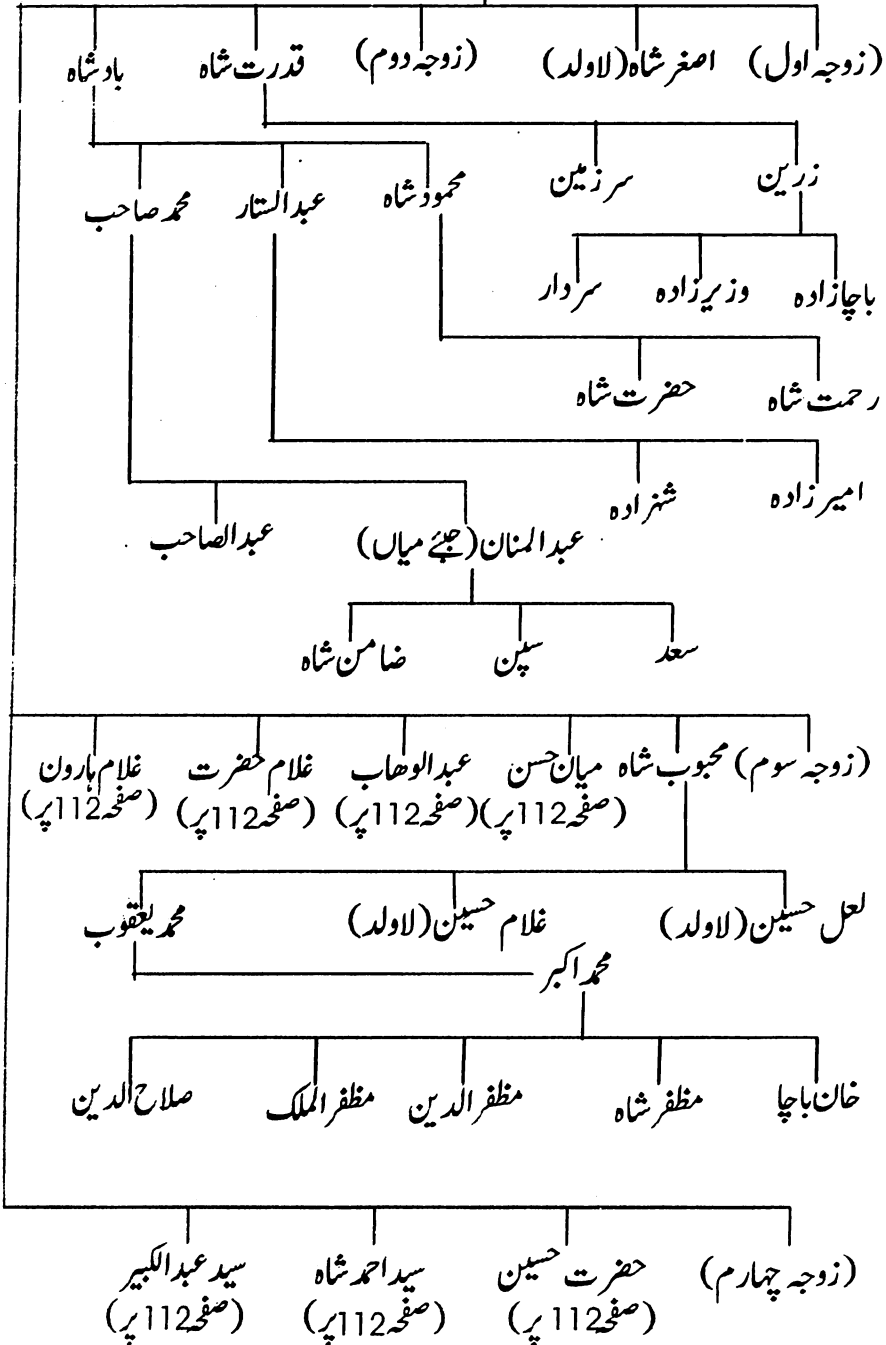 (زوجہ اول) اصغر شاہ (لاولد) (زوجہ دوم) قدرت شاہ بادشاہ
زرین سرزمین محمود شاہ عبدالستار محمد صاحب
باچازادہ وزیرزادہ سردار
رحمت شاہ حضرت شاہ
امیرزادہ شہزادہ
عبدالمنان (جبئے میاں) عبدالصاحب
سعد سپن ضامن شاہ
(زوجہ سوم) محبوب شاہ میاں حسن عبدالوھاب غلام حضرت غلام ہارون
(صفحہ 112 پر) (صفحہ 112 پر) (صفحہ 112 پر) (صفحہ 112 پر)
لعل حسین (لاولد) غلام حسین (لاولد) محمد یعقوب
محمد اکبر
خان باچا مظفر شاہ مظفر الدین مظفر الملک صلاح الدین
(زوجہ چہارم) حضرت حسین سید احمد شاہ سید عبدالکبیر
(صفحہ 112 پر) (صفحہ 112 پر) (صفحہ 112 پر)